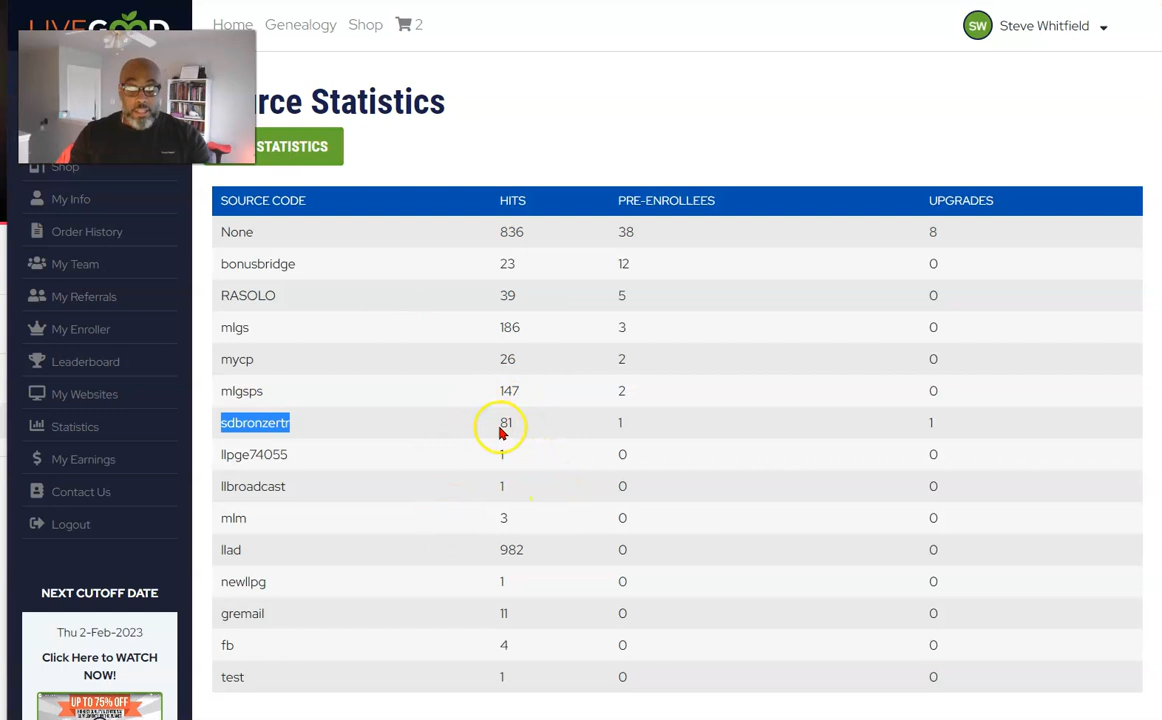 LIVEGOOD
Home Genealogy Shop 2
SW Steve Whitfield
Source Statistics
STATISTICS
Shop
My Info
Order History
My Team
My Referrals
My Enroller
Leaderboard
My Websites
Statistics
My Earnings
Contact Us
Logout
NEXT CUTOFF DATE
Thu 2-Feb-2023
Click Here to WATCH
NOW!
UP TO 75% OFF
SOURCE CODE HITS PRE-ENROLLEES UPGRADES
None 836 38 8
bonusbridge 23 12 0
RASOLO 39 5 0
mlgs 186 3 0
mycp 26 2 0
mlgsps 147 2 0
sdbronzertr 81 1 1
llpge74055 1 0 0
llbroadcast 1 0 0
mlm 3 0 0
llad 982 0 0
newllpg 1 0 0
gremail 11 0 0
fb 4 0 0
test 1 0 0